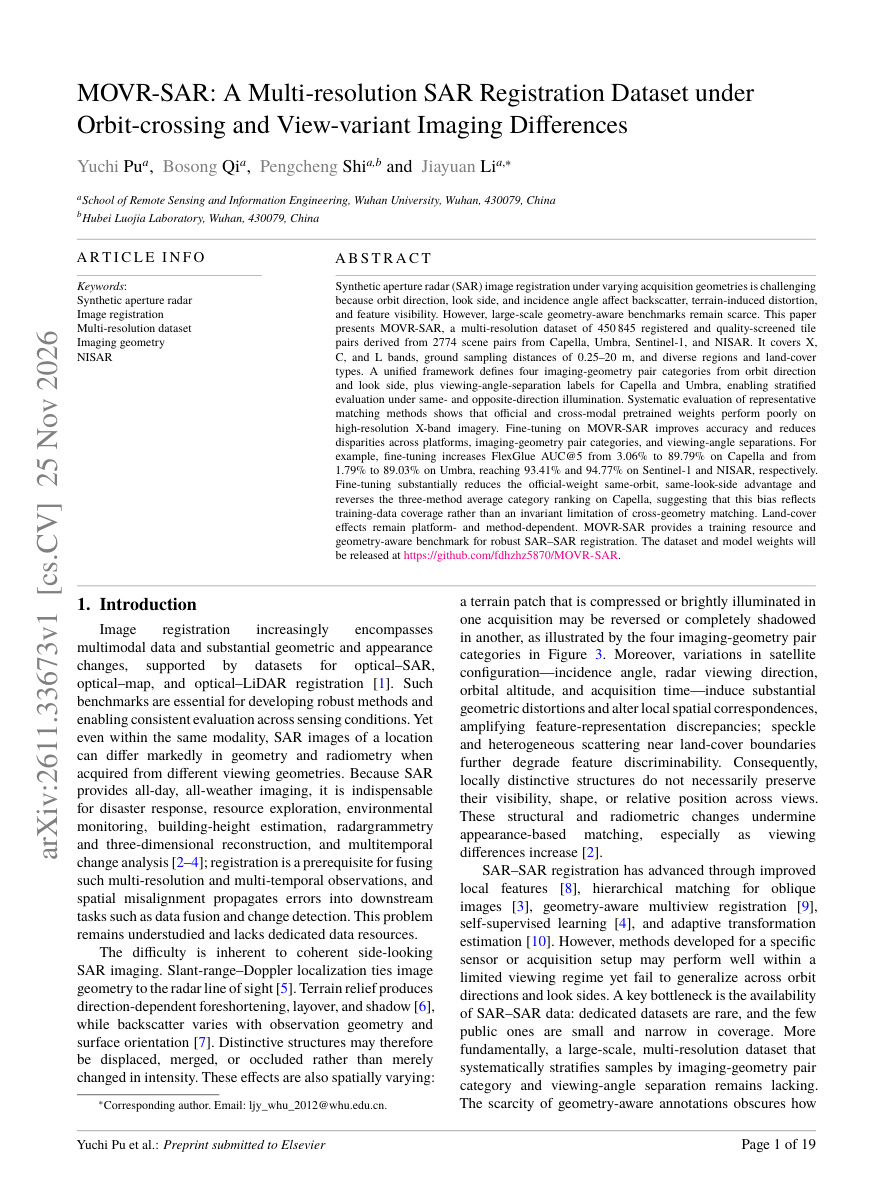 MOVR-SAR: A Multi-resolution SAR Registration Dataset under
Orbit-crossing and View-variant Imaging Differences
Yuchi Puᵃ, Bosong Qiᵃ, Pengcheng Shiᵃ,ᵇ and Jiayuan Liᵃ,*
ᵃSchool of Remote Sensing and Information Engineering, Wuhan University, Wuhan, 430079, China
ᵇHubei Luojia Laboratory, Wuhan, 430079, China
ARTICLE INFO
Keywords:
Synthetic aperture radar
Image registration
Multi-resolution dataset
Imaging geometry
NISAR
ABSTRACT
Synthetic aperture radar (SAR) image registration under varying acquisition geometries is challenging
because orbit direction, look side, and incidence angle affect backscatter, terrain-induced distortion,
and feature visibility. However, large-scale geometry-aware benchmarks remain scarce. This paper
presents MOVR-SAR, a multi-resolution dataset of 450 845 registered and quality-screened tile
pairs derived from 2774 scene pairs from Capella, Umbra, Sentinel-1, and NISAR. It covers X,
C, and L bands, ground sampling distances of 0.25–20 m, and diverse regions and land-cover
types. A unified framework defines four imaging-geometry pair categories from orbit direction
and look side, plus viewing-angle-separation labels for Capella and Umbra, enabling stratified
evaluation under same- and opposite-direction illumination. Systematic evaluation of representative
matching methods shows that official and cross-modal pretrained weights perform poorly on
high-resolution X-band imagery. Fine-tuning on MOVR-SAR improves accuracy and reduces
disparities across platforms, imaging-geometry pair categories, and viewing-angle separations. For
example, fine-tuning increases FlexGlue AUC@5 from 3.06% to 89.79% on Capella and from
1.79% to 89.03% on Umbra, reaching 93.41% and 94.77% on Sentinel-1 and NISAR, respectively.
Fine-tuning substantially reduces the official-weight same-orbit, same-look-side advantage and
reverses the three-method average category ranking on Capella, suggesting that this bias reflects
training-data coverage rather than an invariant limitation of cross-geometry matching. Land-cover
effects remain platform- and method-dependent. MOVR-SAR provides a training resource and
geometry-aware benchmark for robust SAR–SAR registration. The dataset and model weights will
be released at https://github.com/fdhzhz5870/MOVR-SAR.
arXiv:2611.33673v1 [cs.CV] 25 Nov 2026
1. Introduction
Image registration increasingly encompasses
multimodal data and substantial geometric and appearance
changes, supported by datasets for optical–SAR,
optical–map, and optical–LiDAR registration [1]. Such
benchmarks are essential for developing robust methods and
enabling consistent evaluation across sensing conditions. Yet
even within the same modality, SAR images of a location
can differ markedly in geometry and radiometry when
acquired from different viewing geometries. Because SAR
provides all-day, all-weather imaging, it is indispensable
for disaster response, resource exploration, environmental
monitoring, building-height estimation, radargrammetry
and three-dimensional reconstruction, and multitemporal
change analysis [2–4]; registration is a prerequisite for fusing
such multi-resolution and multi-temporal observations, and
spatial misalignment propagates errors into downstream
tasks such as data fusion and change detection. This problem
remains understudied and lacks dedicated data resources.
The difficulty is inherent to coherent side-looking
SAR imaging. Slant-range–Doppler localization ties image
geometry to the radar line of sight [5]. Terrain relief produces
direction-dependent foreshortening, layover, and shadow [6],
while backscatter varies with observation geometry and
surface orientation [7]. Distinctive structures may therefore
be displaced, merged, or occluded rather than merely
changed in intensity. These effects are also spatially varying:
*Corresponding author. Email: ljy_whu_2012@whu.edu.cn.
a terrain patch that is compressed or brightly illuminated in
one acquisition may be reversed or completely shadowed
in another, as illustrated by the four imaging-geometry pair
categories in Figure 3. Moreover, variations in satellite
configuration—incidence angle, radar viewing direction,
orbital altitude, and acquisition time—induce substantial
geometric distortions and alter local spatial correspondences,
amplifying feature-representation discrepancies; speckle
and heterogeneous scattering near land-cover boundaries
further degrade feature discriminability. Consequently,
locally distinctive structures do not necessarily preserve
their visibility, shape, or relative position across views.
These structural and radiometric changes undermine
appearance-based matching, especially as viewing
differences increase [2].
SAR–SAR registration has advanced through improved
local features [8], hierarchical matching for oblique
images [3], geometry-aware multiview registration [9],
self-supervised learning [4], and adaptive transformation
estimation [10]. However, methods developed for a specific
sensor or acquisition setup may perform well within a
limited viewing regime yet fail to generalize across orbit
directions and look sides. A key bottleneck is the availability
of SAR–SAR data: dedicated datasets are rare, and the few
public ones are small and narrow in coverage. More
fundamentally, a large-scale, multi-resolution dataset that
systematically stratifies samples by imaging-geometry pair
category and viewing-angle separation remains lacking.
The scarcity of geometry-aware annotations obscures how
Yuchi Pu et al.: Preprint submitted to Elsevier
Page 1 of 19